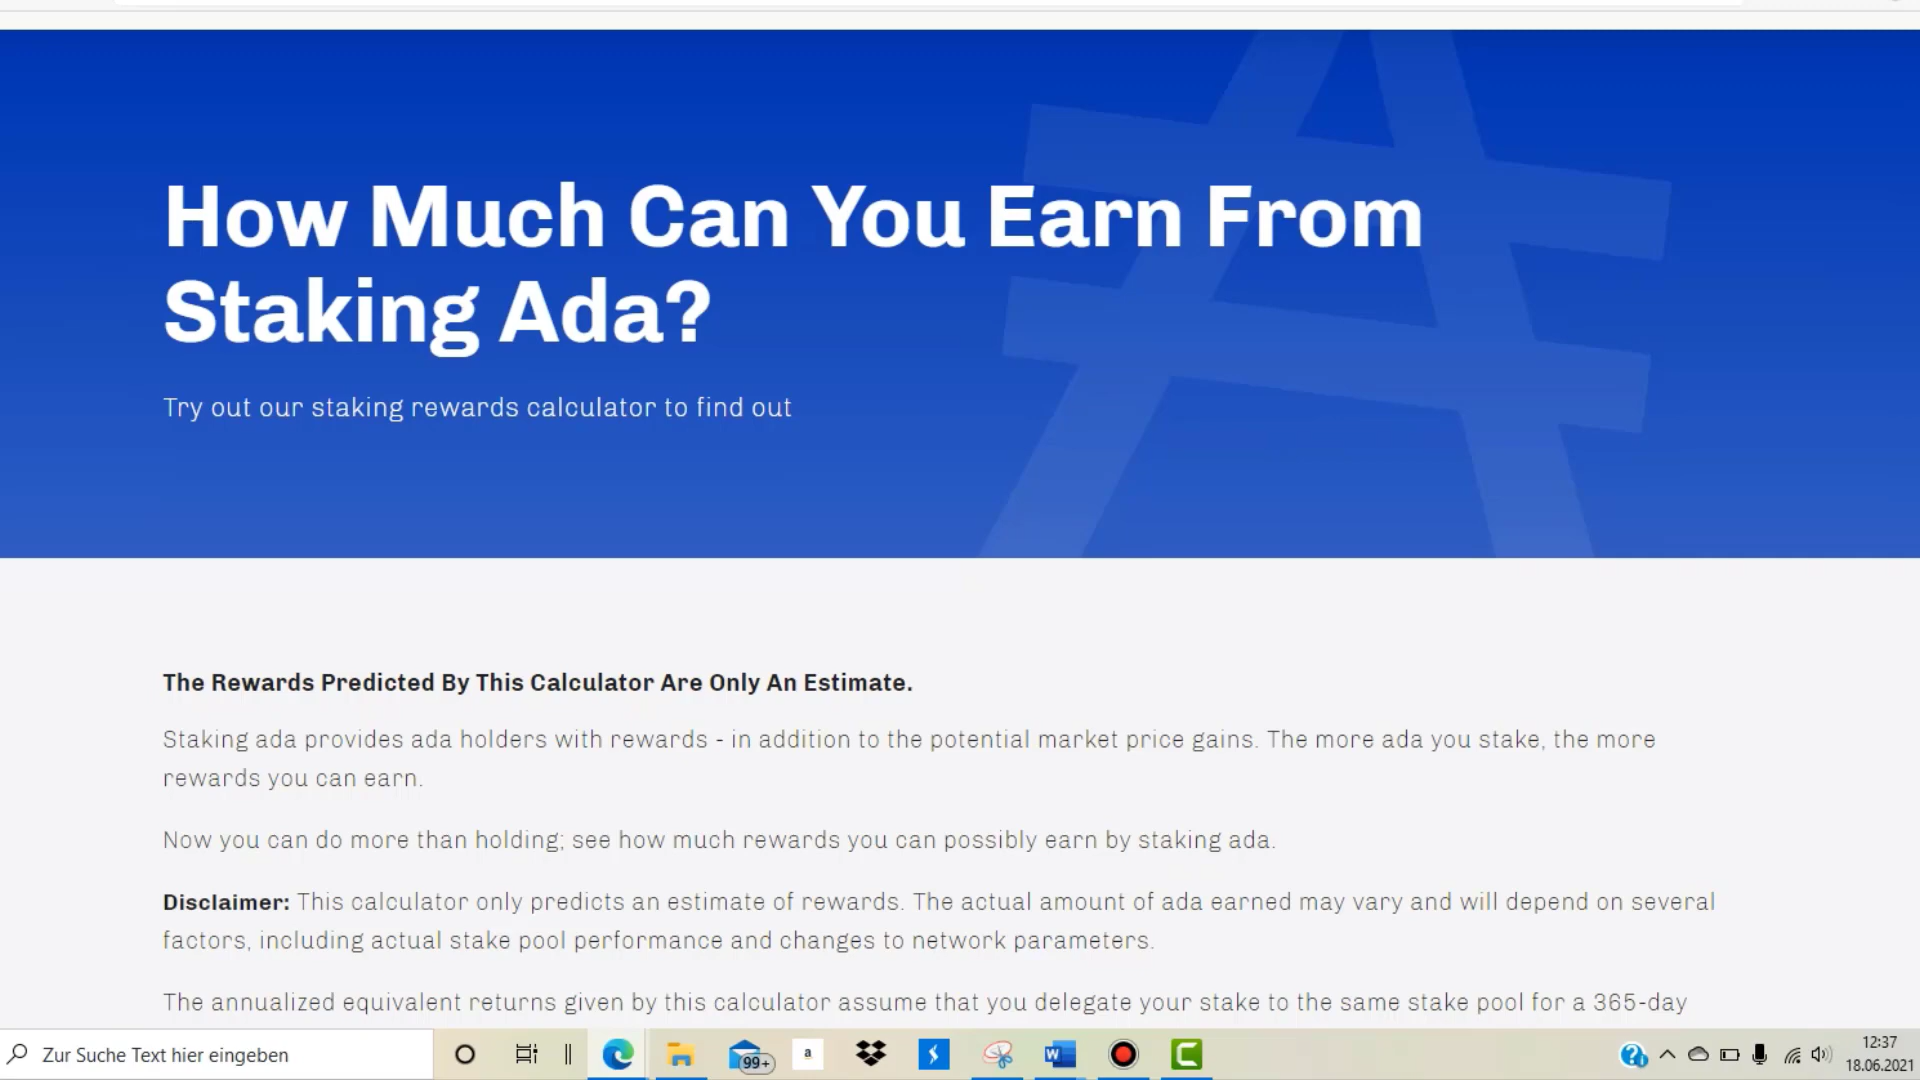 How Much Can You Earn From
Staking Ada?
Try out our staking rewards calculator to find out
The Rewards Predicted By This Calculator Are Only An Estimate.
Staking ada provides ada holders with rewards - in addition to the potential market price gains. The more ada you stake, the more
rewards you can earn.
Now you can do more than holding; see how much rewards you can possibly earn by staking ada.
Disclaimer: This calculator only predicts an estimate of rewards. The actual amount of ada earned may vary and will depend on several
factors, including actual stake pool performance and changes to network parameters.
The annualized equivalent returns given by this calculator assume that you delegate your stake to the same stake pool for a 365-day
Zur Suche Text hier eingeben
99+
a
W
12:37
18.06.2021